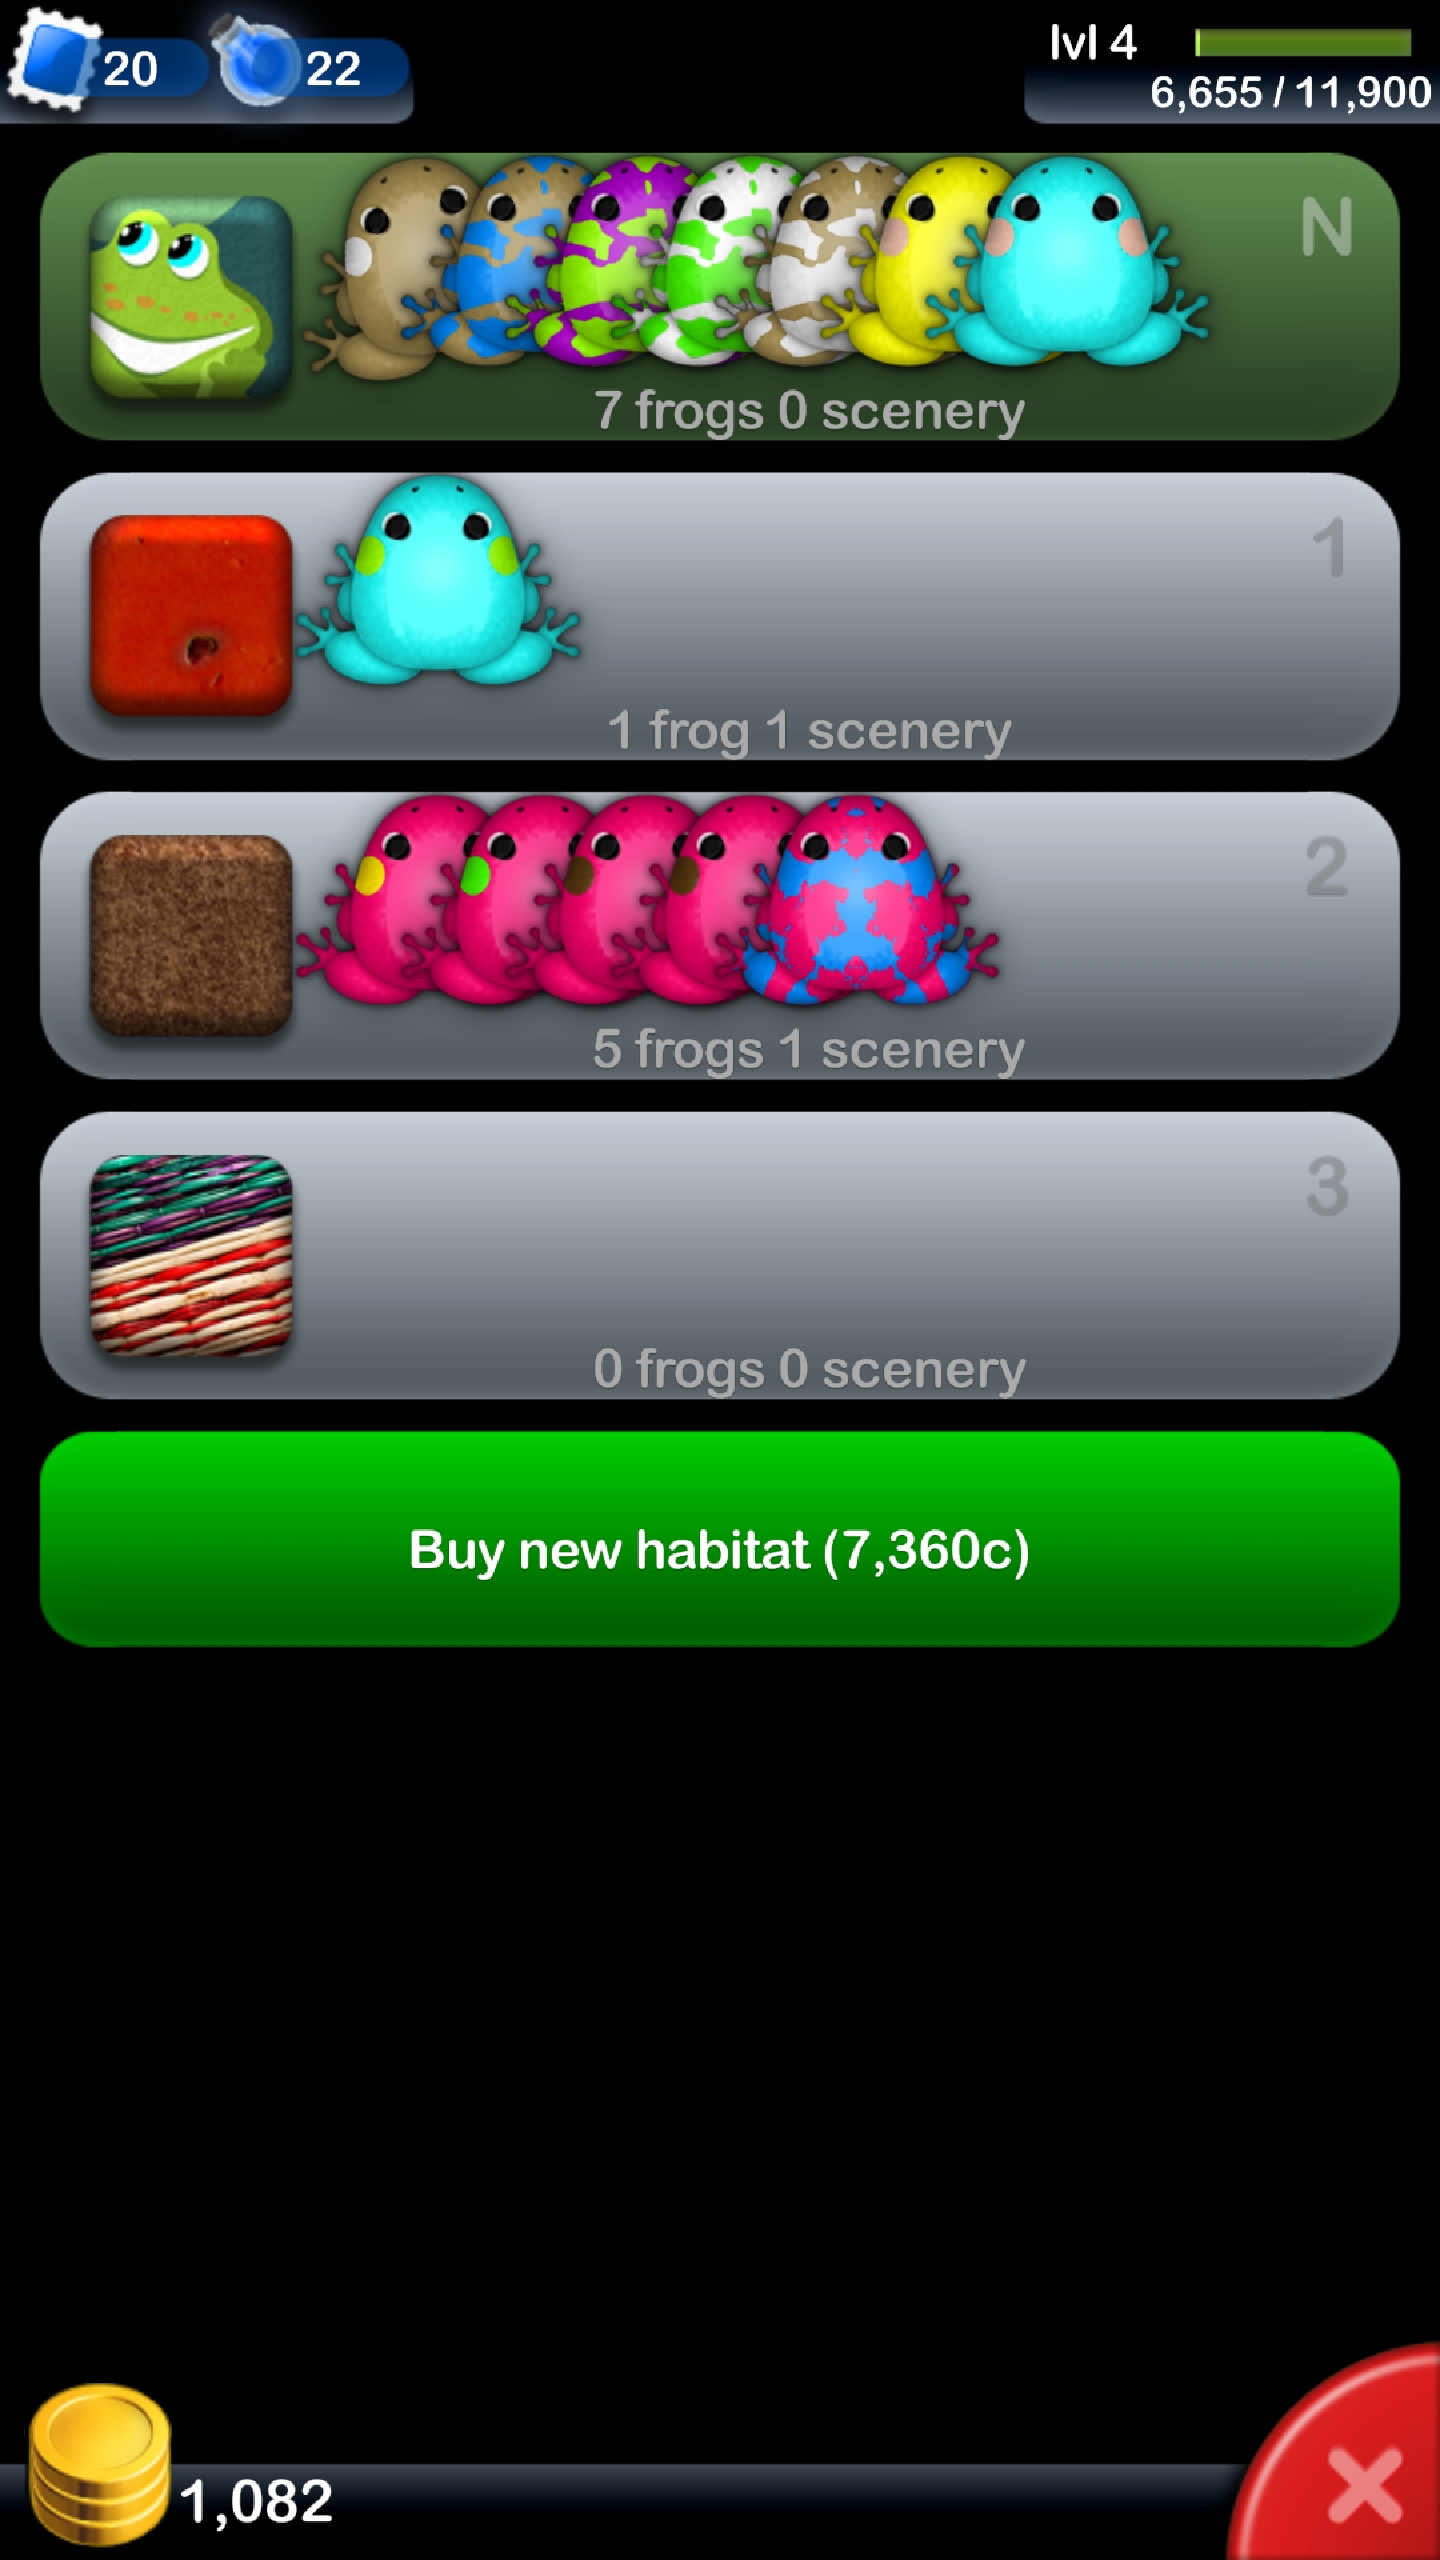 20
22
lvl 4
6,655 / 11,900
N
7 frogs 0 scenery
1
1 frog 1 scenery
2
5 frogs 1 scenery
3
0 frogs 0 scenery
Buy new habitat (7,360c)
1,082